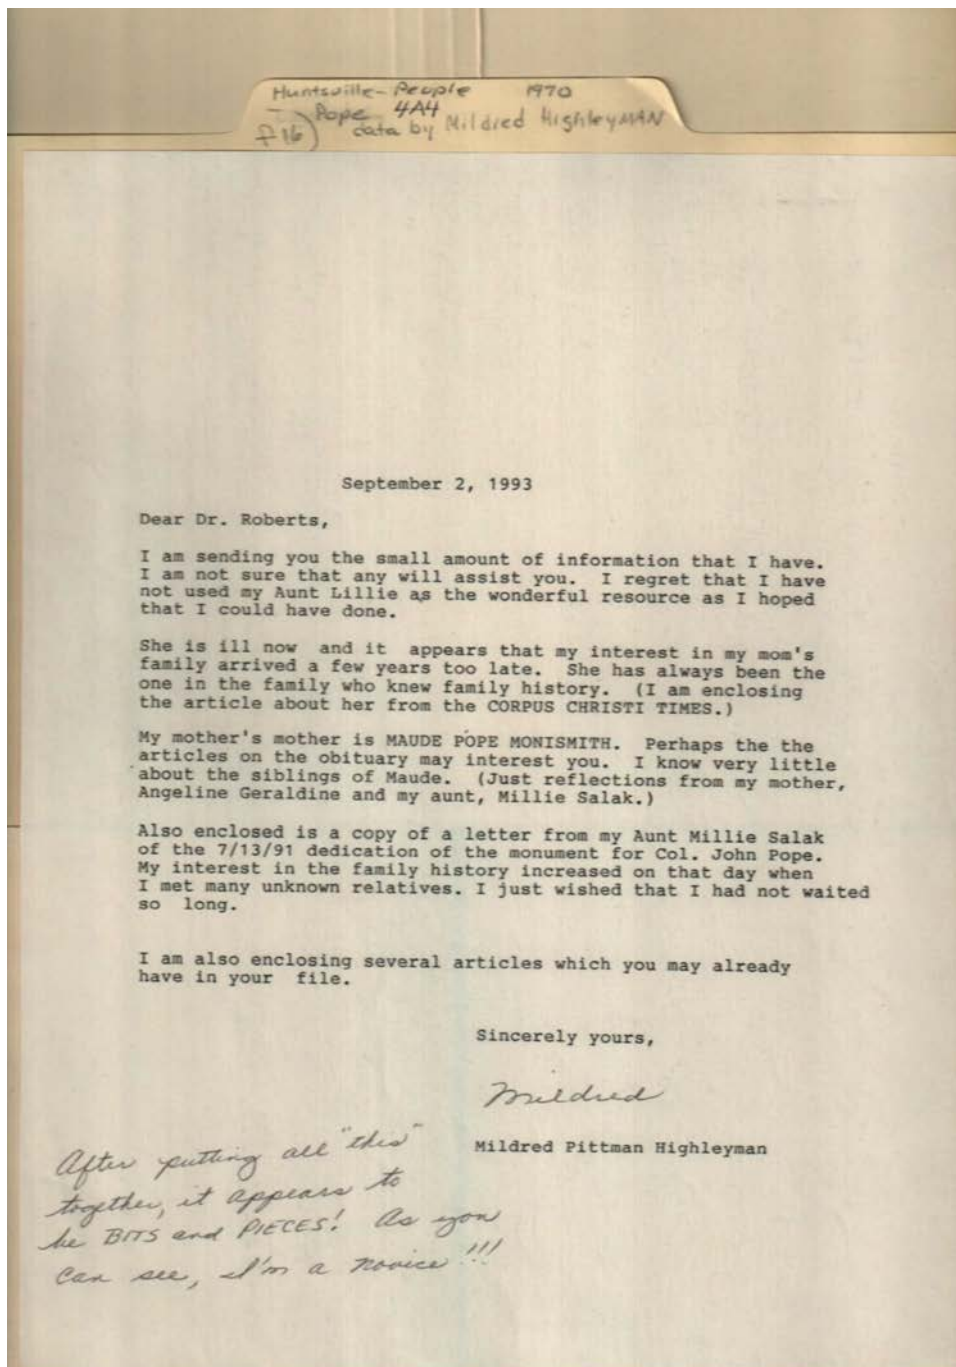 Huntsville - People 1970
Pope 4A4
f 16) data by Mildred HighleyMAN
September 2, 1993
Dear Dr. Roberts,
I am sending you the small amount of information that I have.
I am not sure that any will assist you. I regret that I have
not used my Aunt Lillie as the wonderful resource as I hoped
that I could have done.
She is ill now and it appears that my interest in my mom's
family arrived a few years too late. She has always been the
one in the family who knew family history. (I am enclosing
the article about her from the CORPUS CHRISTI TIMES.)
My mother's mother is MAUDE POPE MONISMITH. Perhaps the the
articles on the obituary may interest you. I know very little
about the siblings of Maude. (Just reflections from my mother,
Angeline Geraldine and my aunt, Millie Salak.)
Also enclosed is a copy of a letter from my Aunt Millie Salak
of the 7/13/91 dedication of the monument for Col. John Pope.
My interest in the family history increased on that day when
I met many unknown relatives. I just wished that I had not waited
so long.
I am also enclosing several articles which you may already
have in your file.
Sincerely yours,
Mildred
Mildred Pittman Highleyman
After putting all "this"
together, it appears to
be BITS and PIECES! As you
can see, I'm a novice!!!